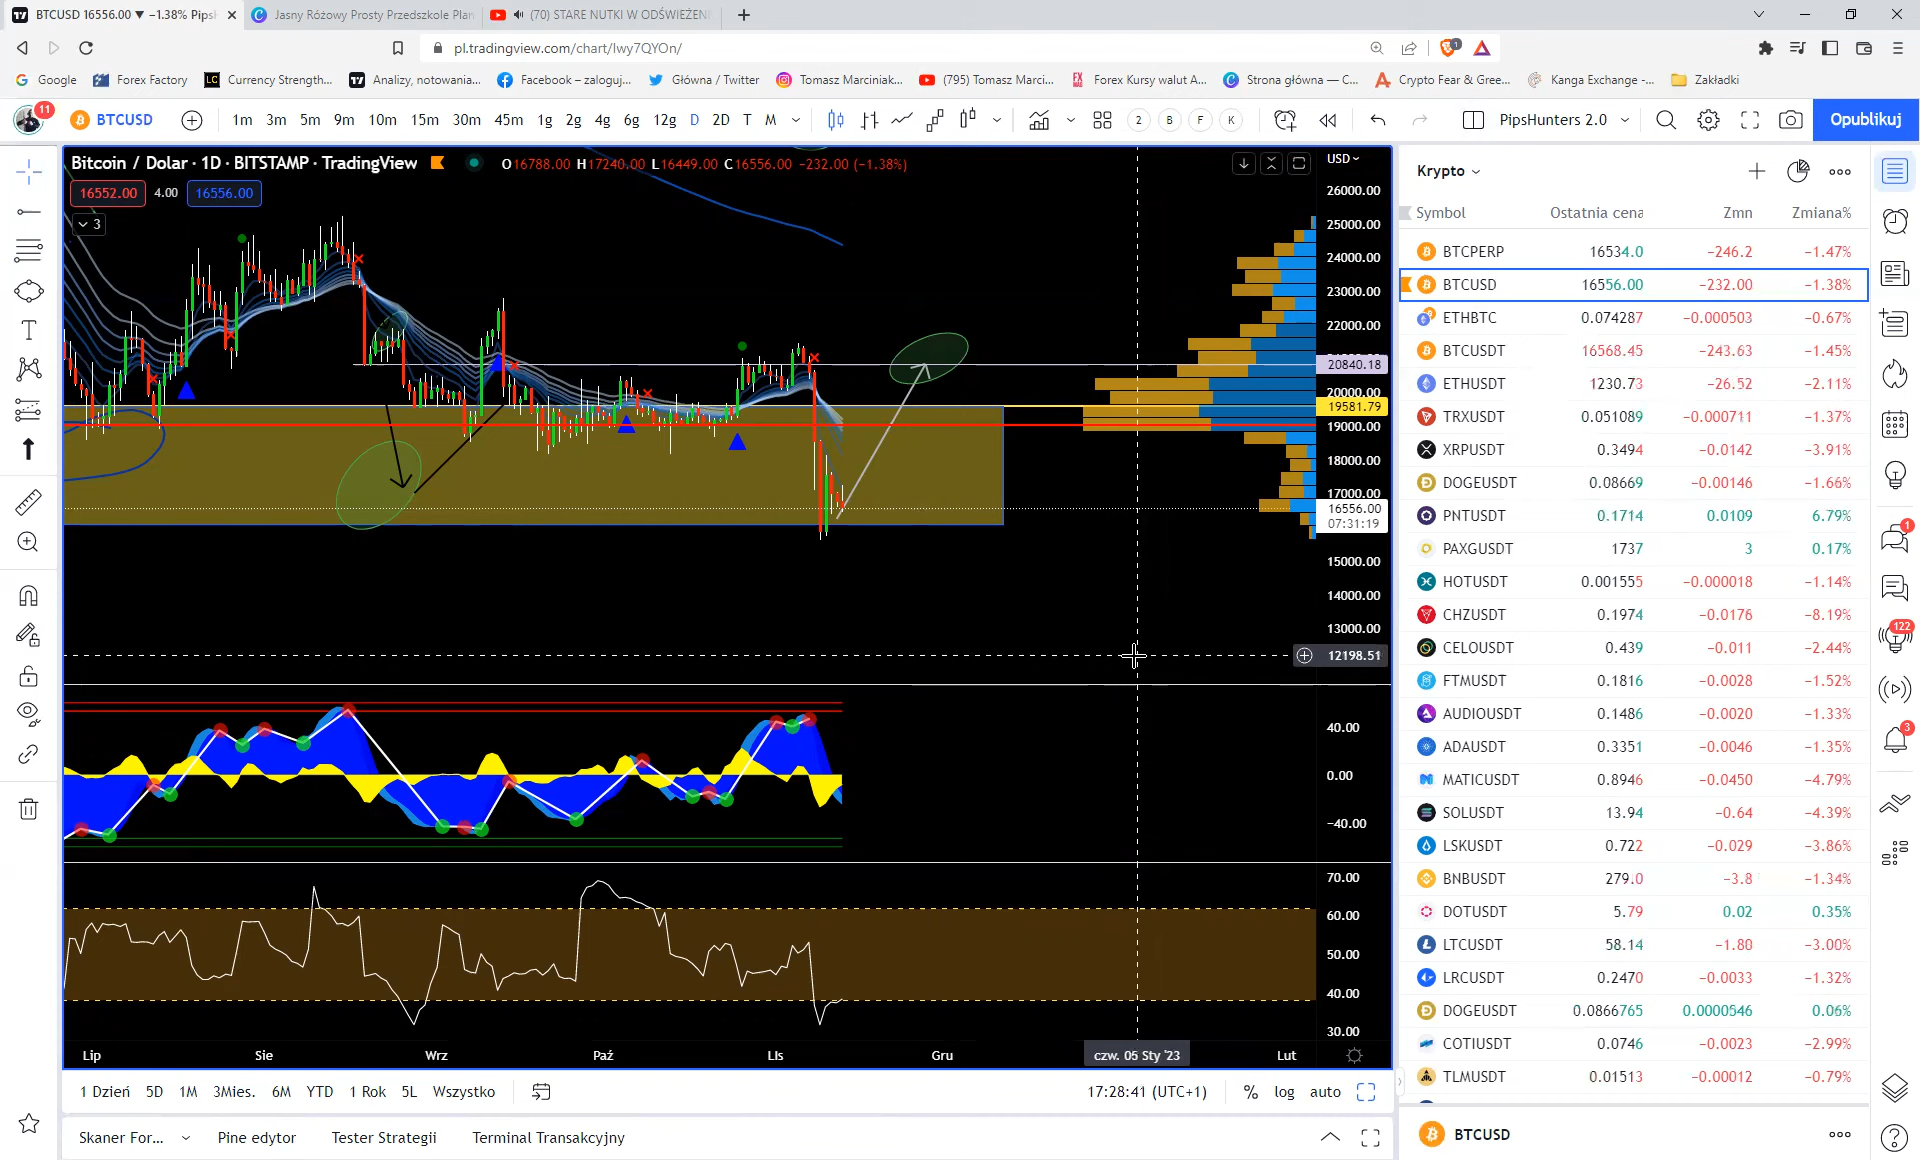 BTCUSD 16556.00 ▼ −1.38% Pips
Jasny Różowy Prosty Przedszkole Plan
(70) STARE NUTKI W ODŚWIEŻENI
pl.tradingview.com/chart/Iwy7QYOn/
Google
Forex Factory
Currency Strength...
Analizy, notowania...
Facebook – zaloguj...
Główna / Twitter
Tomasz Marciniak...
(795) Tomasz Marci...
Forex Kursy walut A...
Strona główna — C...
Crypto Fear & Gree...
Kanga Exchange -...
Zakładki
11
BTCUSD
1m 3m 5m 9m 10m 15m 30m 45m 1g 2g 4g 6g 12g D 2D T M
2 B F K
PipsHunters 2.0
Opublikuj
Bitcoin / Dolar · 1D · BITSTAMP · TradingView
O16788.00 H17240.00 L16449.00 C16556.00 −232.00 (−1.38%)
16552.00 4.00 16556.00
3
USD
26000.00
25000.00
24000.00
23000.00
22000.00
20840.18
20000.00
19581.79
19000.00
18000.00
17000.00
16556.00
07:31:19
15000.00
14000.00
13000.00
12198.51
40.00
0.00
−40.00
70.00
60.00
50.00
40.00
30.00
Lip Sie Wrz Paź Lis Gru czw. 05 Sty '23 Lut
1 Dzień 5D 1M 3Mies. 6M YTD 1 Rok 5L Wszystko
17:28:41 (UTC+1) % log auto
Skaner For... Pine edytor Tester Strategii Terminal Transakcyjny
Krypto
Symbol Ostatnia cena Zmn Zmiana%
BTCPERP 16534.0 −246.2 −1.47%
BTCUSD 16556.00 −232.00 −1.38%
ETHBTC 0.074287 −0.000503 −0.67%
BTCUSDT 16568.45 −243.63 −1.45%
ETHUSDT 1230.73 −26.52 −2.11%
TRXUSDT 0.051089 −0.000711 −1.37%
XRPUSDT 0.3494 −0.0142 −3.91%
DOGEUSDT 0.08669 −0.00146 −1.66%
PNTUSDT 0.1714 0.0109 6.79%
PAXGUSDT 1737 3 0.17%
HOTUSDT 0.001555 −0.000018 −1.14%
CHZUSDT 0.1974 −0.0176 −8.19%
CELOUSDT 0.439 −0.011 −2.44%
FTMUSDT 0.1816 −0.0028 −1.52%
AUDIOUSDT 0.1486 −0.0020 −1.33%
ADAUSDT 0.3351 −0.0046 −1.35%
MATICUSDT 0.8946 −0.0450 −4.79%
SOLUSDT 13.94 −0.64 −4.39%
LSKUSDT 0.722 −0.029 −3.86%
BNBUSDT 279.0 −3.8 −1.34%
DOTUSDT 5.79 0.02 0.35%
LTCUSDT 58.14 −1.80 −3.00%
LRCUSDT 0.2470 −0.0033 −1.32%
DOGEUSDT 0.0866765 0.0000546 0.06%
COTIUSDT 0.0746 −0.0023 −2.99%
TLMUSDT 0.01513 −0.00012 −0.79%
BTCUSD
1
122
3